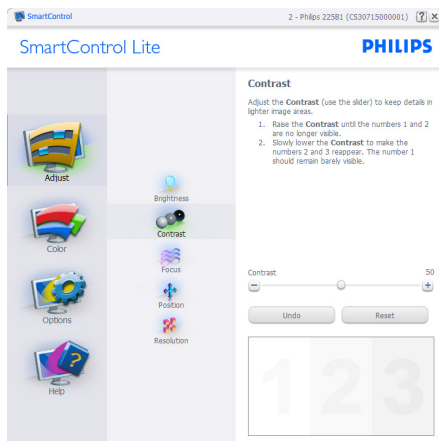 SmartControl
2 - Philips 225B1 (CS30715000001)
SmartControl Lite
PHILIPS
Adjust
Color
Options
Help
Brightness
Contrast
Focus
Position
Resolution
Contrast
Adjust the Contrast (use the slider) to keep details in
lighter image areas.
1. Raise the Contrast until the numbers 1 and 2
are no longer visible.
2. Slowly lower the Contrast to make the
numbers 2 and 3 reappear. The number 1
should remain barely visible.
Contrast 50
Undo Reset
1 2 3